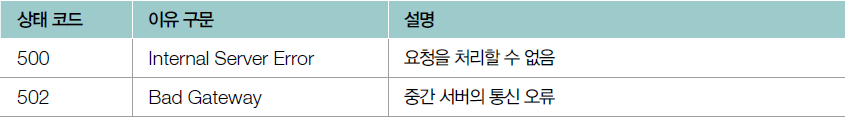 상태 코드 이유 구문 설명
500 Internal Server Error 요청을 처리할 수 없음
502 Bad Gateway 중간 서버의 통신 오류